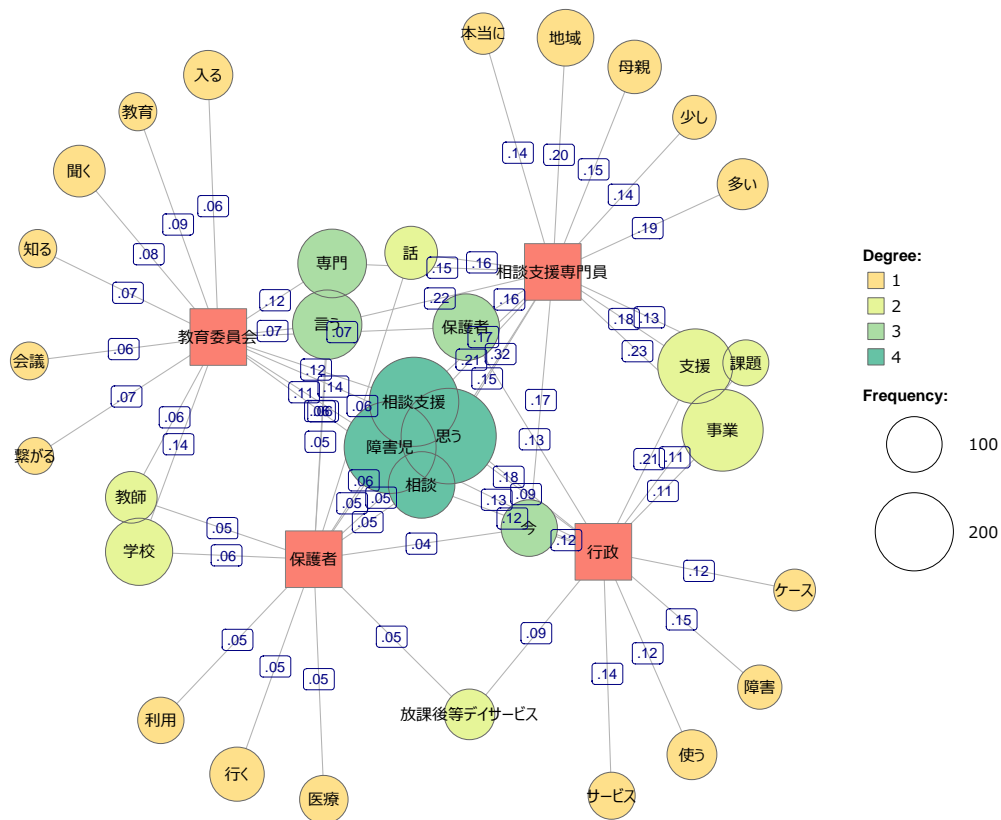 本当に
地域
母親
入る
教育
少し
聞く
多い
知る
専門
話
相談支援専門員
教育委員会
言う
保護者
会議
支援
課題
相談支援
事業
繋がる
障害児
思う
教師
相談
学校
今
保護者
行政
ケース
障害
利用
放課後等デイサービス
行く
使う
医療
サービス
.14
.20
.15
.14
.19
.06
.09
.08
.07
.12
.15
.16
.22
.16
.18
.13
.07
.07
.17
.23
.06
.12
.21
.32
.15
.07
.11
.14
.06
.06
.06
.17
.06
.14
.05
.13
.21
.11
.11
.06
.05
.05
.05
.18
.13
.09
.12
.12
.05
.06
.04
.12
.05
.05
.05
.05
.09
.15
.12
.14
Degree:
1
2
3
4
Frequency:
100
200